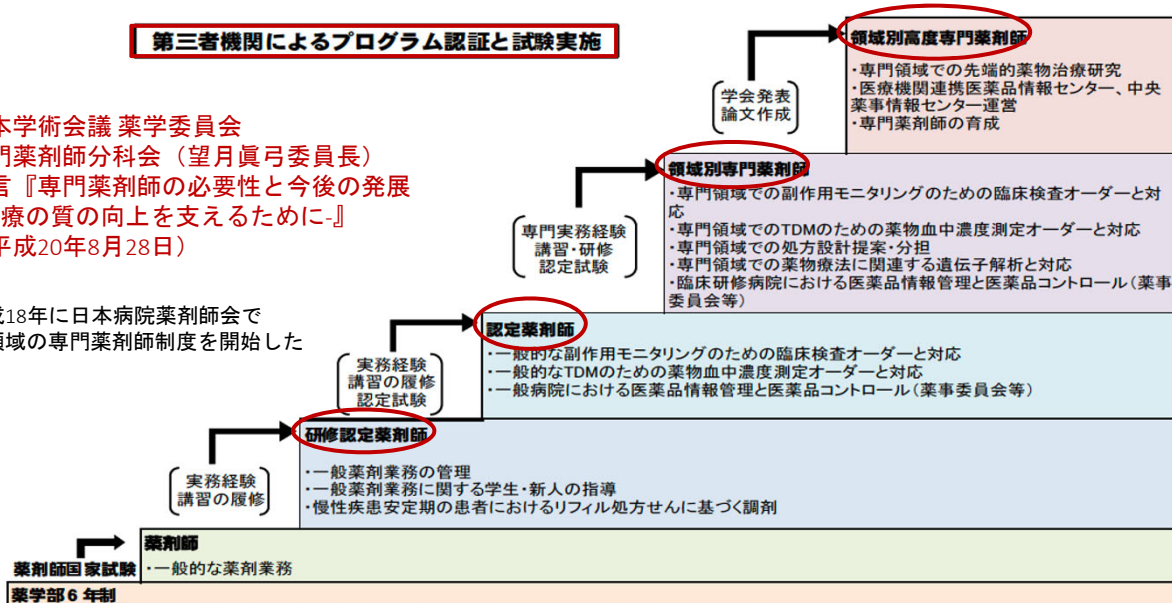 第三者機関によるプログラム認証と試験実施
本学術会議 薬学委員会
門薬剤師分科会（望月眞弓委員長）
言『専門薬剤師の必要性と今後の発展
療の質の向上を支えるために-』
平成20年8月28日）
成18年に日本病院薬剤師会で
領域の専門薬剤師制度を開始した
学会発表
論文作成
領域別高度専門薬剤師
・専門領域での先端的薬物治療研究
・医療機関連携医薬品情報センター、中央
薬事情報センター運営
・専門薬剤師の育成
専門実務経験
講習・研修
認定試験
領域別専門薬剤師
・専門領域での副作用モニタリングのための臨床検査オーダーと対
応
・専門領域でのTDMのための薬物血中濃度測定オーダーと対応
・専門領域での処方設計提案・分担
・専門領域での薬物療法に関連する遺伝子解析と対応
・臨床研修病院における医薬品情報管理と医薬品コントロール（薬事
委員会等）
実務経験
講習の履修
認定試験
認定薬剤師
・一般的な副作用モニタリングのための臨床検査オーダーと対応
・一般的なTDMのための薬物血中濃度測定オーダーと対応
・一般病院における医薬品情報管理と医薬品コントロール（薬事委員会等）
実務経験
講習の履修
研修認定薬剤師
・一般薬剤業務の管理
・一般薬剤業務に関する学生・新人の指導
・慢性疾患安定期の患者におけるリフィル処方せんに基づく調剤
薬剤師国家試験
薬剤師
・一般的な薬剤業務
薬学部６年制